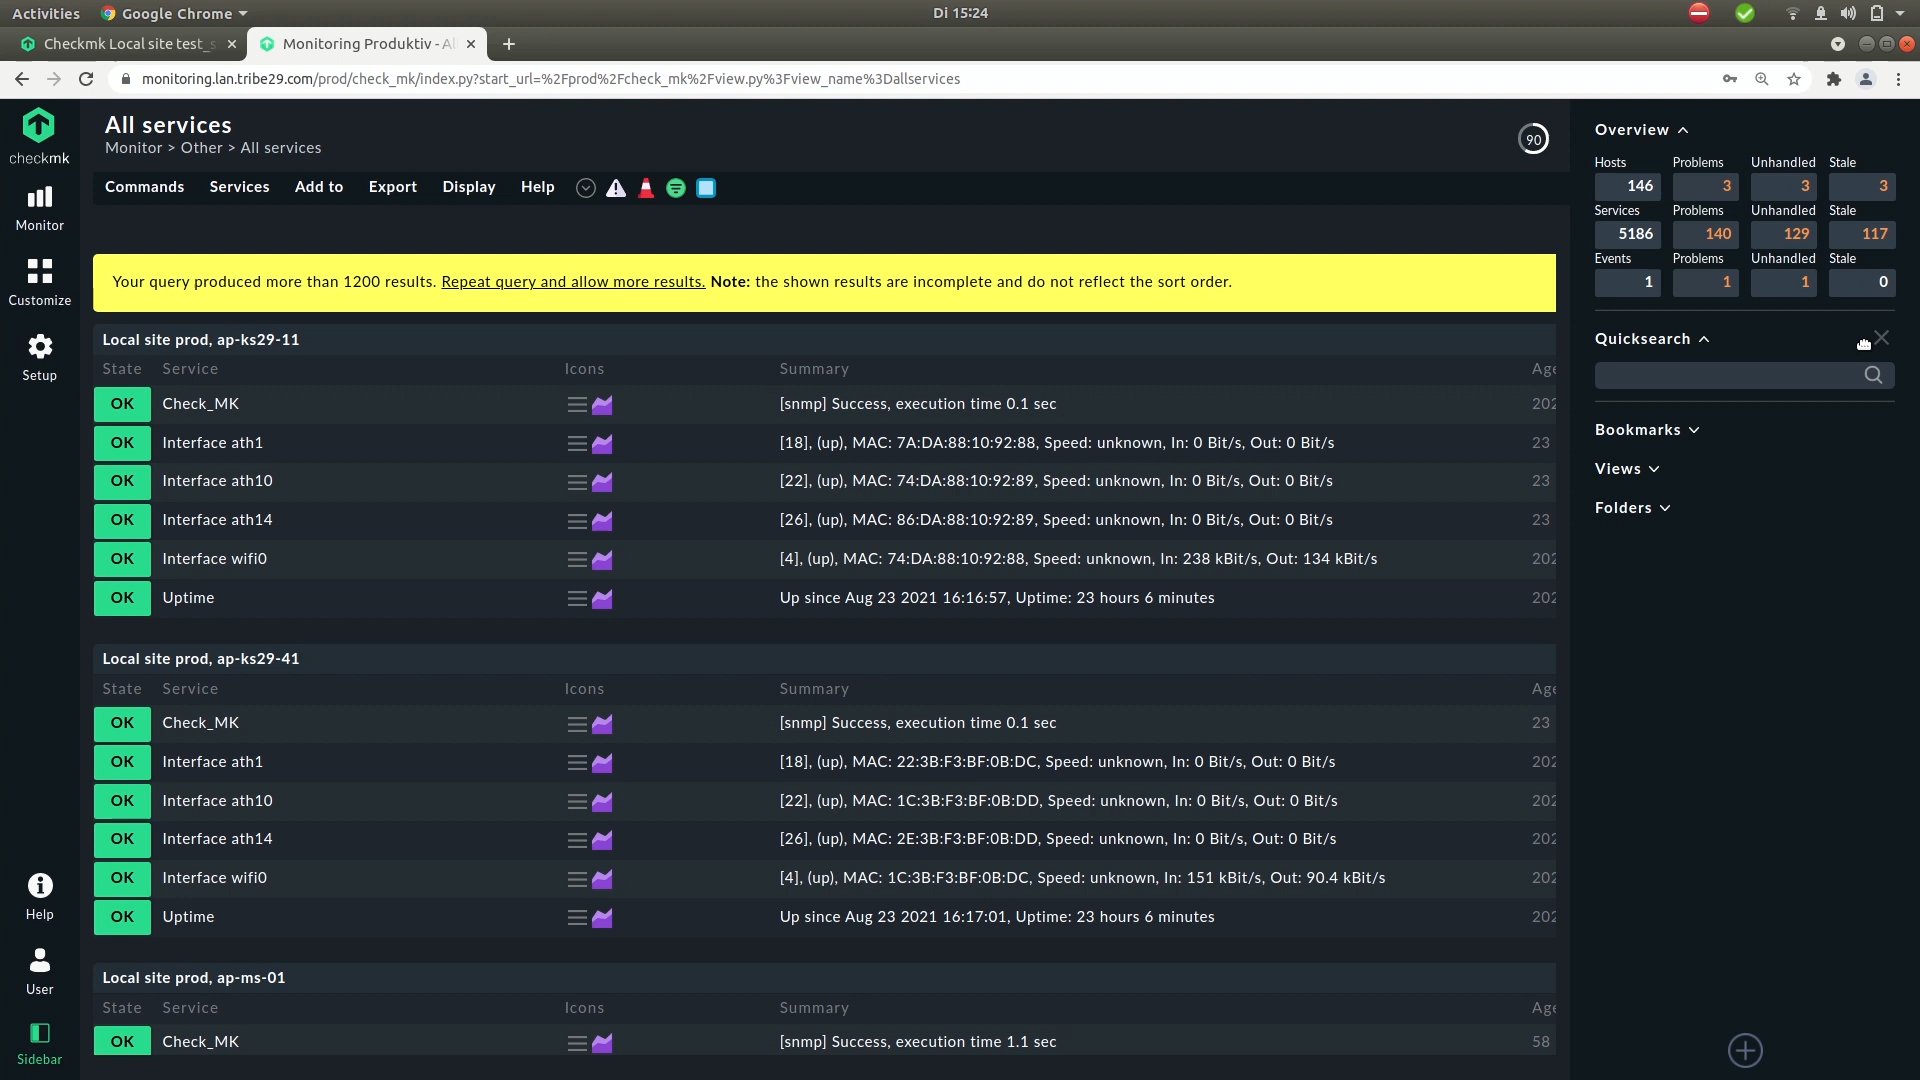 Activities Google Chrome Di 15:24
Checkmk Local site test_s Monitoring Produktiv - Al
monitoring.lan.tribe29.com/prod/check_mk/index.py?start_url=%2Fprod%2Fcheck_mk%2Fview.py%3Fview_name%3Dallservices
checkmk
Monitor
Customize
Setup
Help
User
Sidebar
All services
Monitor > Other > All services
90
Commands Services Add to Export Display Help
Your query produced more than 1200 results. Repeat query and allow more results. Note: the shown results are incomplete and do not reflect the sort order.
Local site prod, ap-ks29-11
State Service Icons Summary Age
OK Check_MK [snmp] Success, execution time 0.1 sec 202
OK Interface ath1 [18], (up), MAC: 7A:DA:88:10:92:88, Speed: unknown, In: 0 Bit/s, Out: 0 Bit/s 23
OK Interface ath10 [22], (up), MAC: 74:DA:88:10:92:89, Speed: unknown, In: 0 Bit/s, Out: 0 Bit/s 23
OK Interface ath14 [26], (up), MAC: 86:DA:88:10:92:89, Speed: unknown, In: 0 Bit/s, Out: 0 Bit/s 23
OK Interface wifi0 [4], (up), MAC: 74:DA:88:10:92:88, Speed: unknown, In: 238 kBit/s, Out: 134 kBit/s 202
OK Uptime Up since Aug 23 2021 16:16:57, Uptime: 23 hours 6 minutes 202
Local site prod, ap-ks29-41
State Service Icons Summary Age
OK Check_MK [snmp] Success, execution time 0.1 sec 23
OK Interface ath1 [18], (up), MAC: 22:3B:F3:BF:0B:DC, Speed: unknown, In: 0 Bit/s, Out: 0 Bit/s 202
OK Interface ath10 [22], (up), MAC: 1C:3B:F3:BF:0B:DD, Speed: unknown, In: 0 Bit/s, Out: 0 Bit/s 202
OK Interface ath14 [26], (up), MAC: 2E:3B:F3:BF:0B:DD, Speed: unknown, In: 0 Bit/s, Out: 0 Bit/s 202
OK Interface wifi0 [4], (up), MAC: 1C:3B:F3:BF:0B:DC, Speed: unknown, In: 151 kBit/s, Out: 90.4 kBit/s 202
OK Uptime Up since Aug 23 2021 16:17:01, Uptime: 23 hours 6 minutes 202
Local site prod, ap-ms-01
State Service Icons Summary Age
OK Check_MK [snmp] Success, execution time 1.1 sec 58
Overview
Hosts Problems Unhandled Stale
146 3 3 3
Services Problems Unhandled Stale
5186 140 129 117
Events Problems Unhandled Stale
1 1 1 0
Quicksearch
Bookmarks
Views
Folders